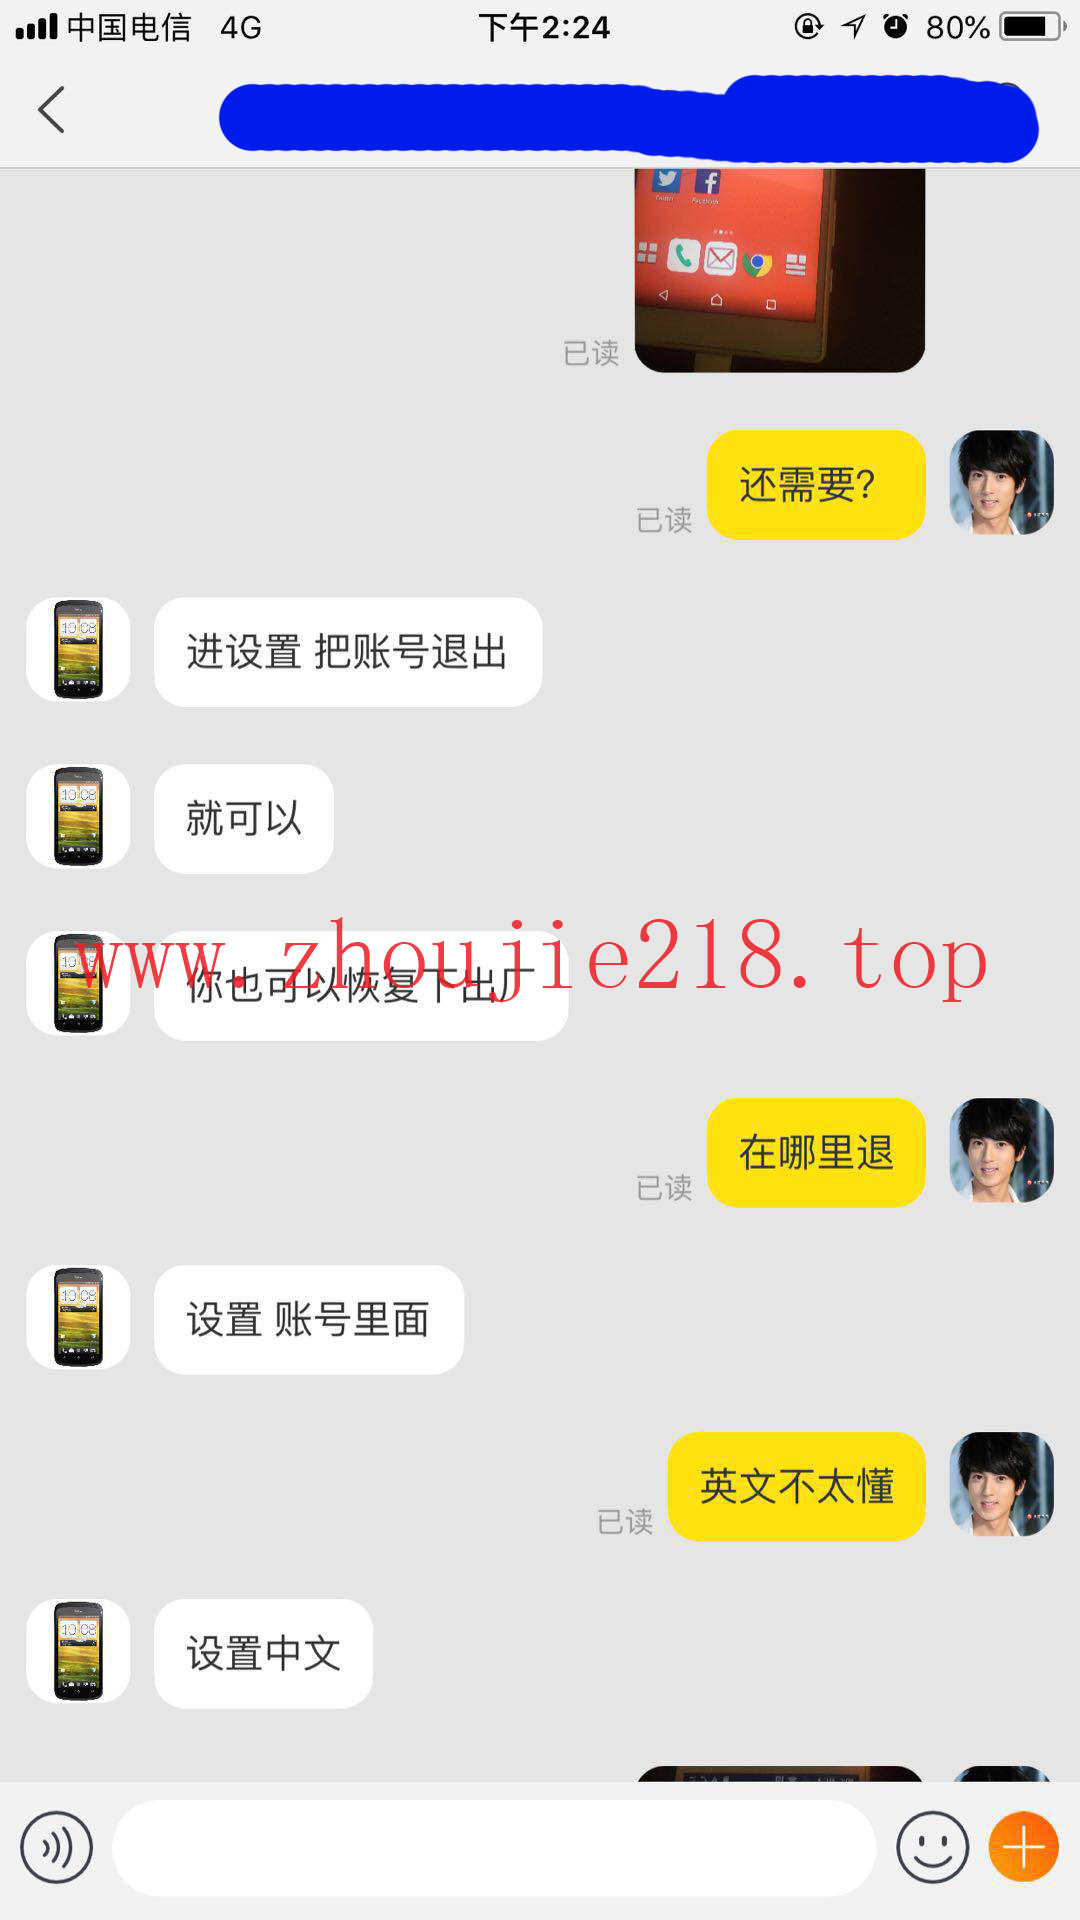 中国电信 4G 下午2:24 80%
Facebook
已读
还需要?
已读
进设置 把账号退出
就可以
www.zhoujie218.top
你也可以恢复下出厂
在哪里退
已读
设置 账号里面
英文不太懂
已读
设置中文